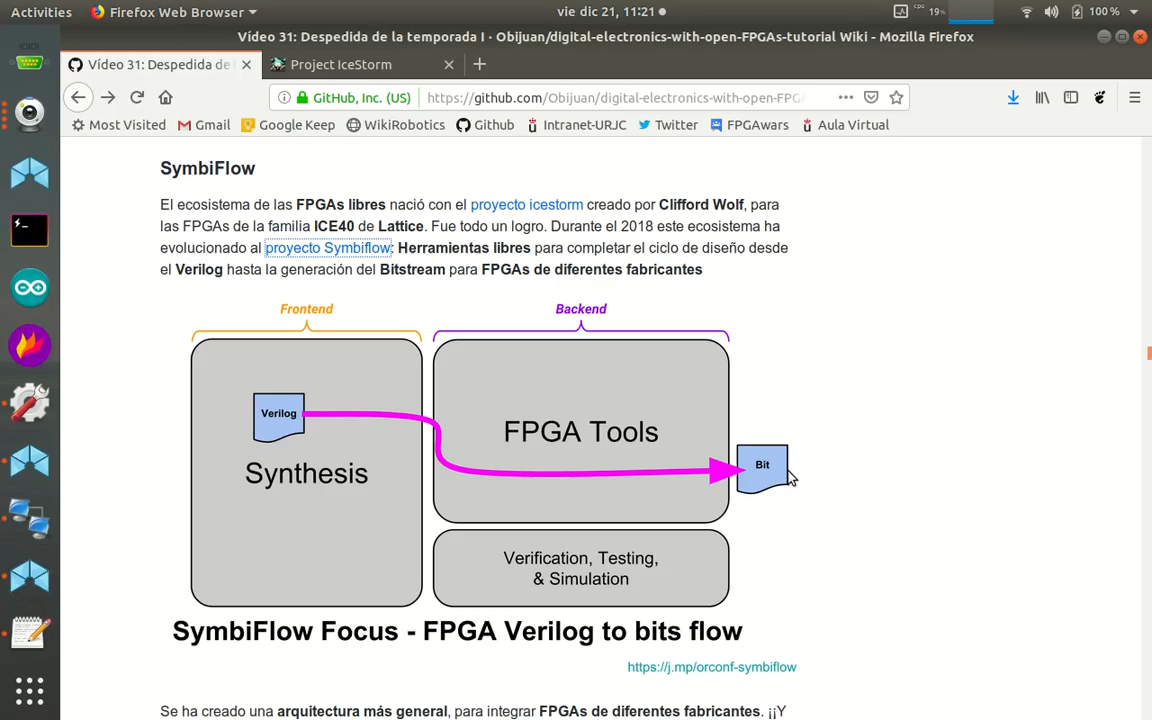 Activities
Firefox Web Browser
vie dic 21, 11:21
cpu 19%
100 %
Vídeo 31: Despedida de la temporada I · Obijuan/digital-electronics-with-open-FPGAs-tutorial Wiki - Mozilla Firefox
Vídeo 31: Despedida de l
Project IceStorm
GitHub, Inc. (US)
https://github.com/Obijuan/digital-electronics-with-open-FPGA
Most Visited
Gmail
Google Keep
WikiRobotics
Github
Intranet-URJC
Twitter
FPGAwars
Aula Virtual
SymbiFlow
El ecosistema de las FPGAs libres nació con el proyecto icestorm creado por Clifford Wolf, para
las FPGAs de la familia ICE40 de Lattice. Fue todo un logro. Durante el 2018 este ecosistema ha
evolucionado al proyecto Symbiflow: Herramientas libres para completar el ciclo de diseño desde
el Verilog hasta la generación del Bitstream para FPGAs de diferentes fabricantes
Frontend
Backend
Verilog
Synthesis
FPGA Tools
Bit
Verification, Testing,
& Simulation
SymbiFlow Focus - FPGA Verilog to bits flow
https://j.mp/orconf-symbiflow
Se ha creado una arquitectura más general, para integrar FPGAs de diferentes fabricantes. ¡¡Y